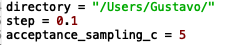 directory = "/Users/Gustavo/"
step = 0.1
acceptance_sampling_c = 5